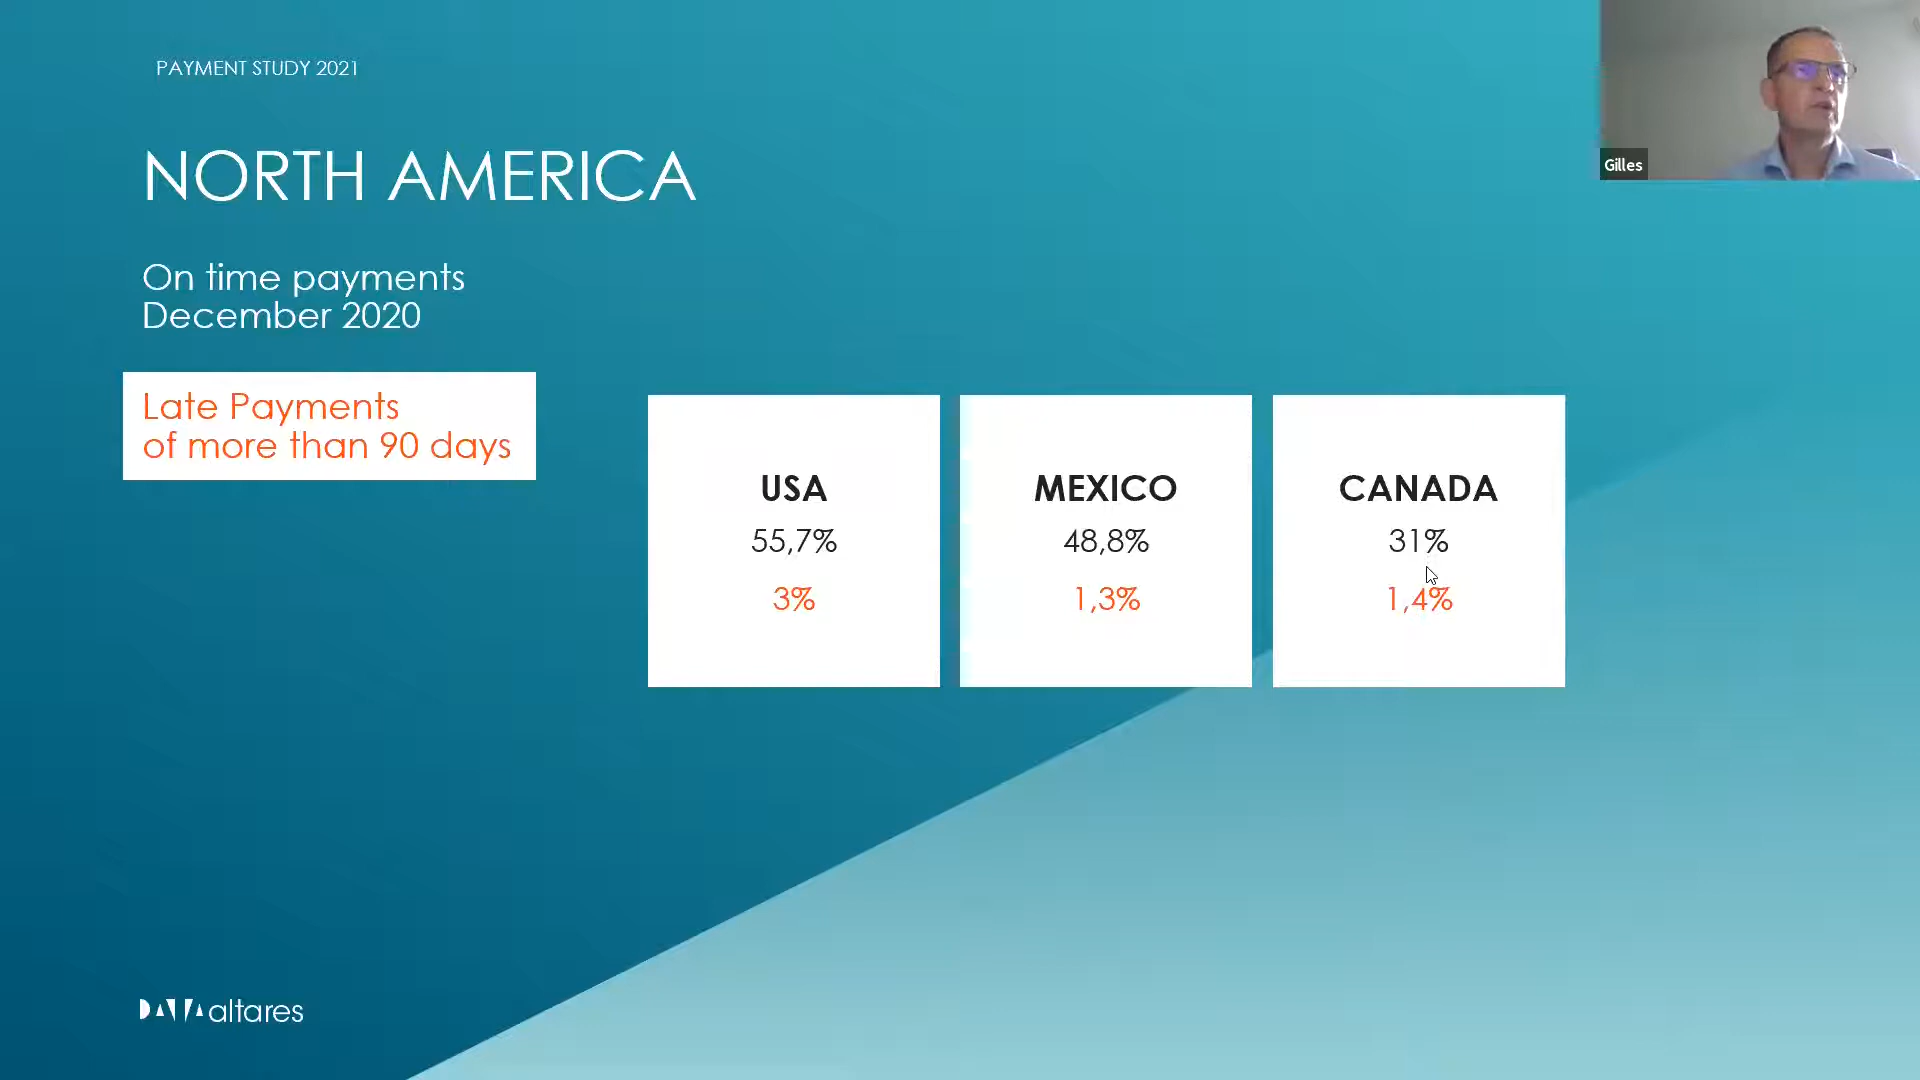 PAYMENT STUDY 2021
Gilles
NORTH AMERICA
On time payments
December 2020
Late Payments
of more than 90 days
USA
55,7%
3%
MEXICO
48,8%
1,3%
CANADA
31%
1,4%
DATA altares